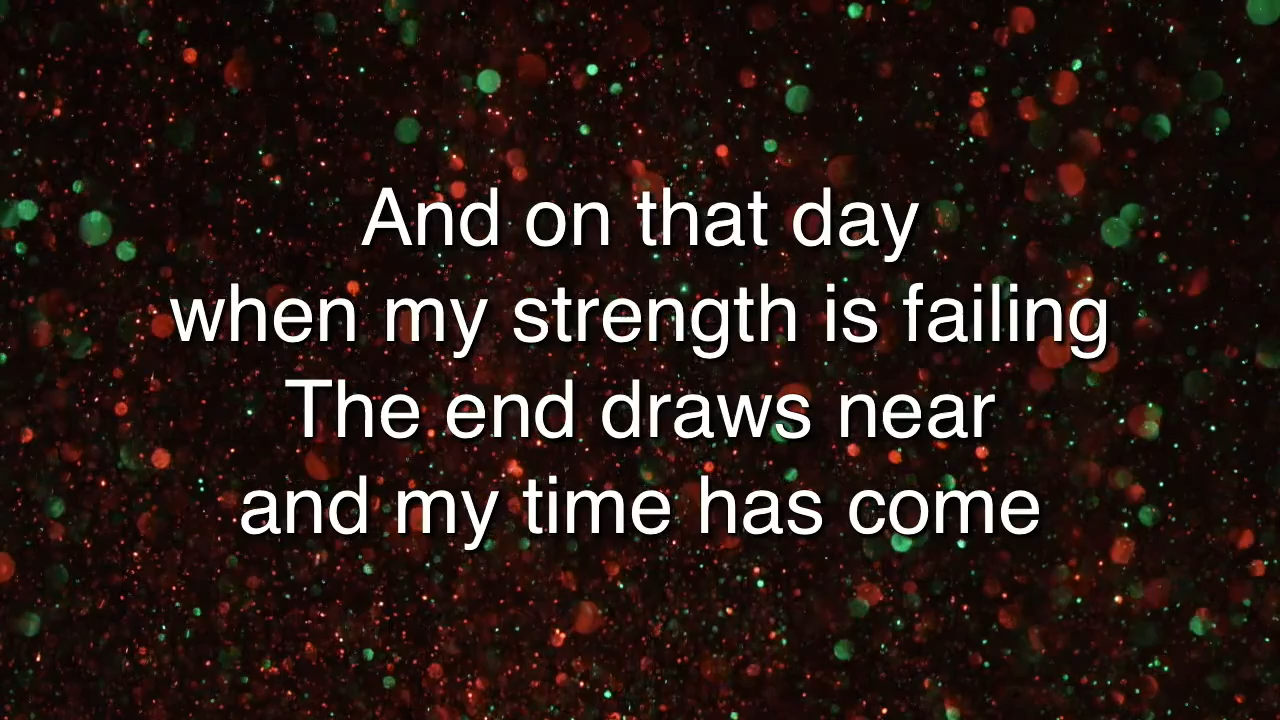 And on that day
when my strength is failing
The end draws near
and my time has come